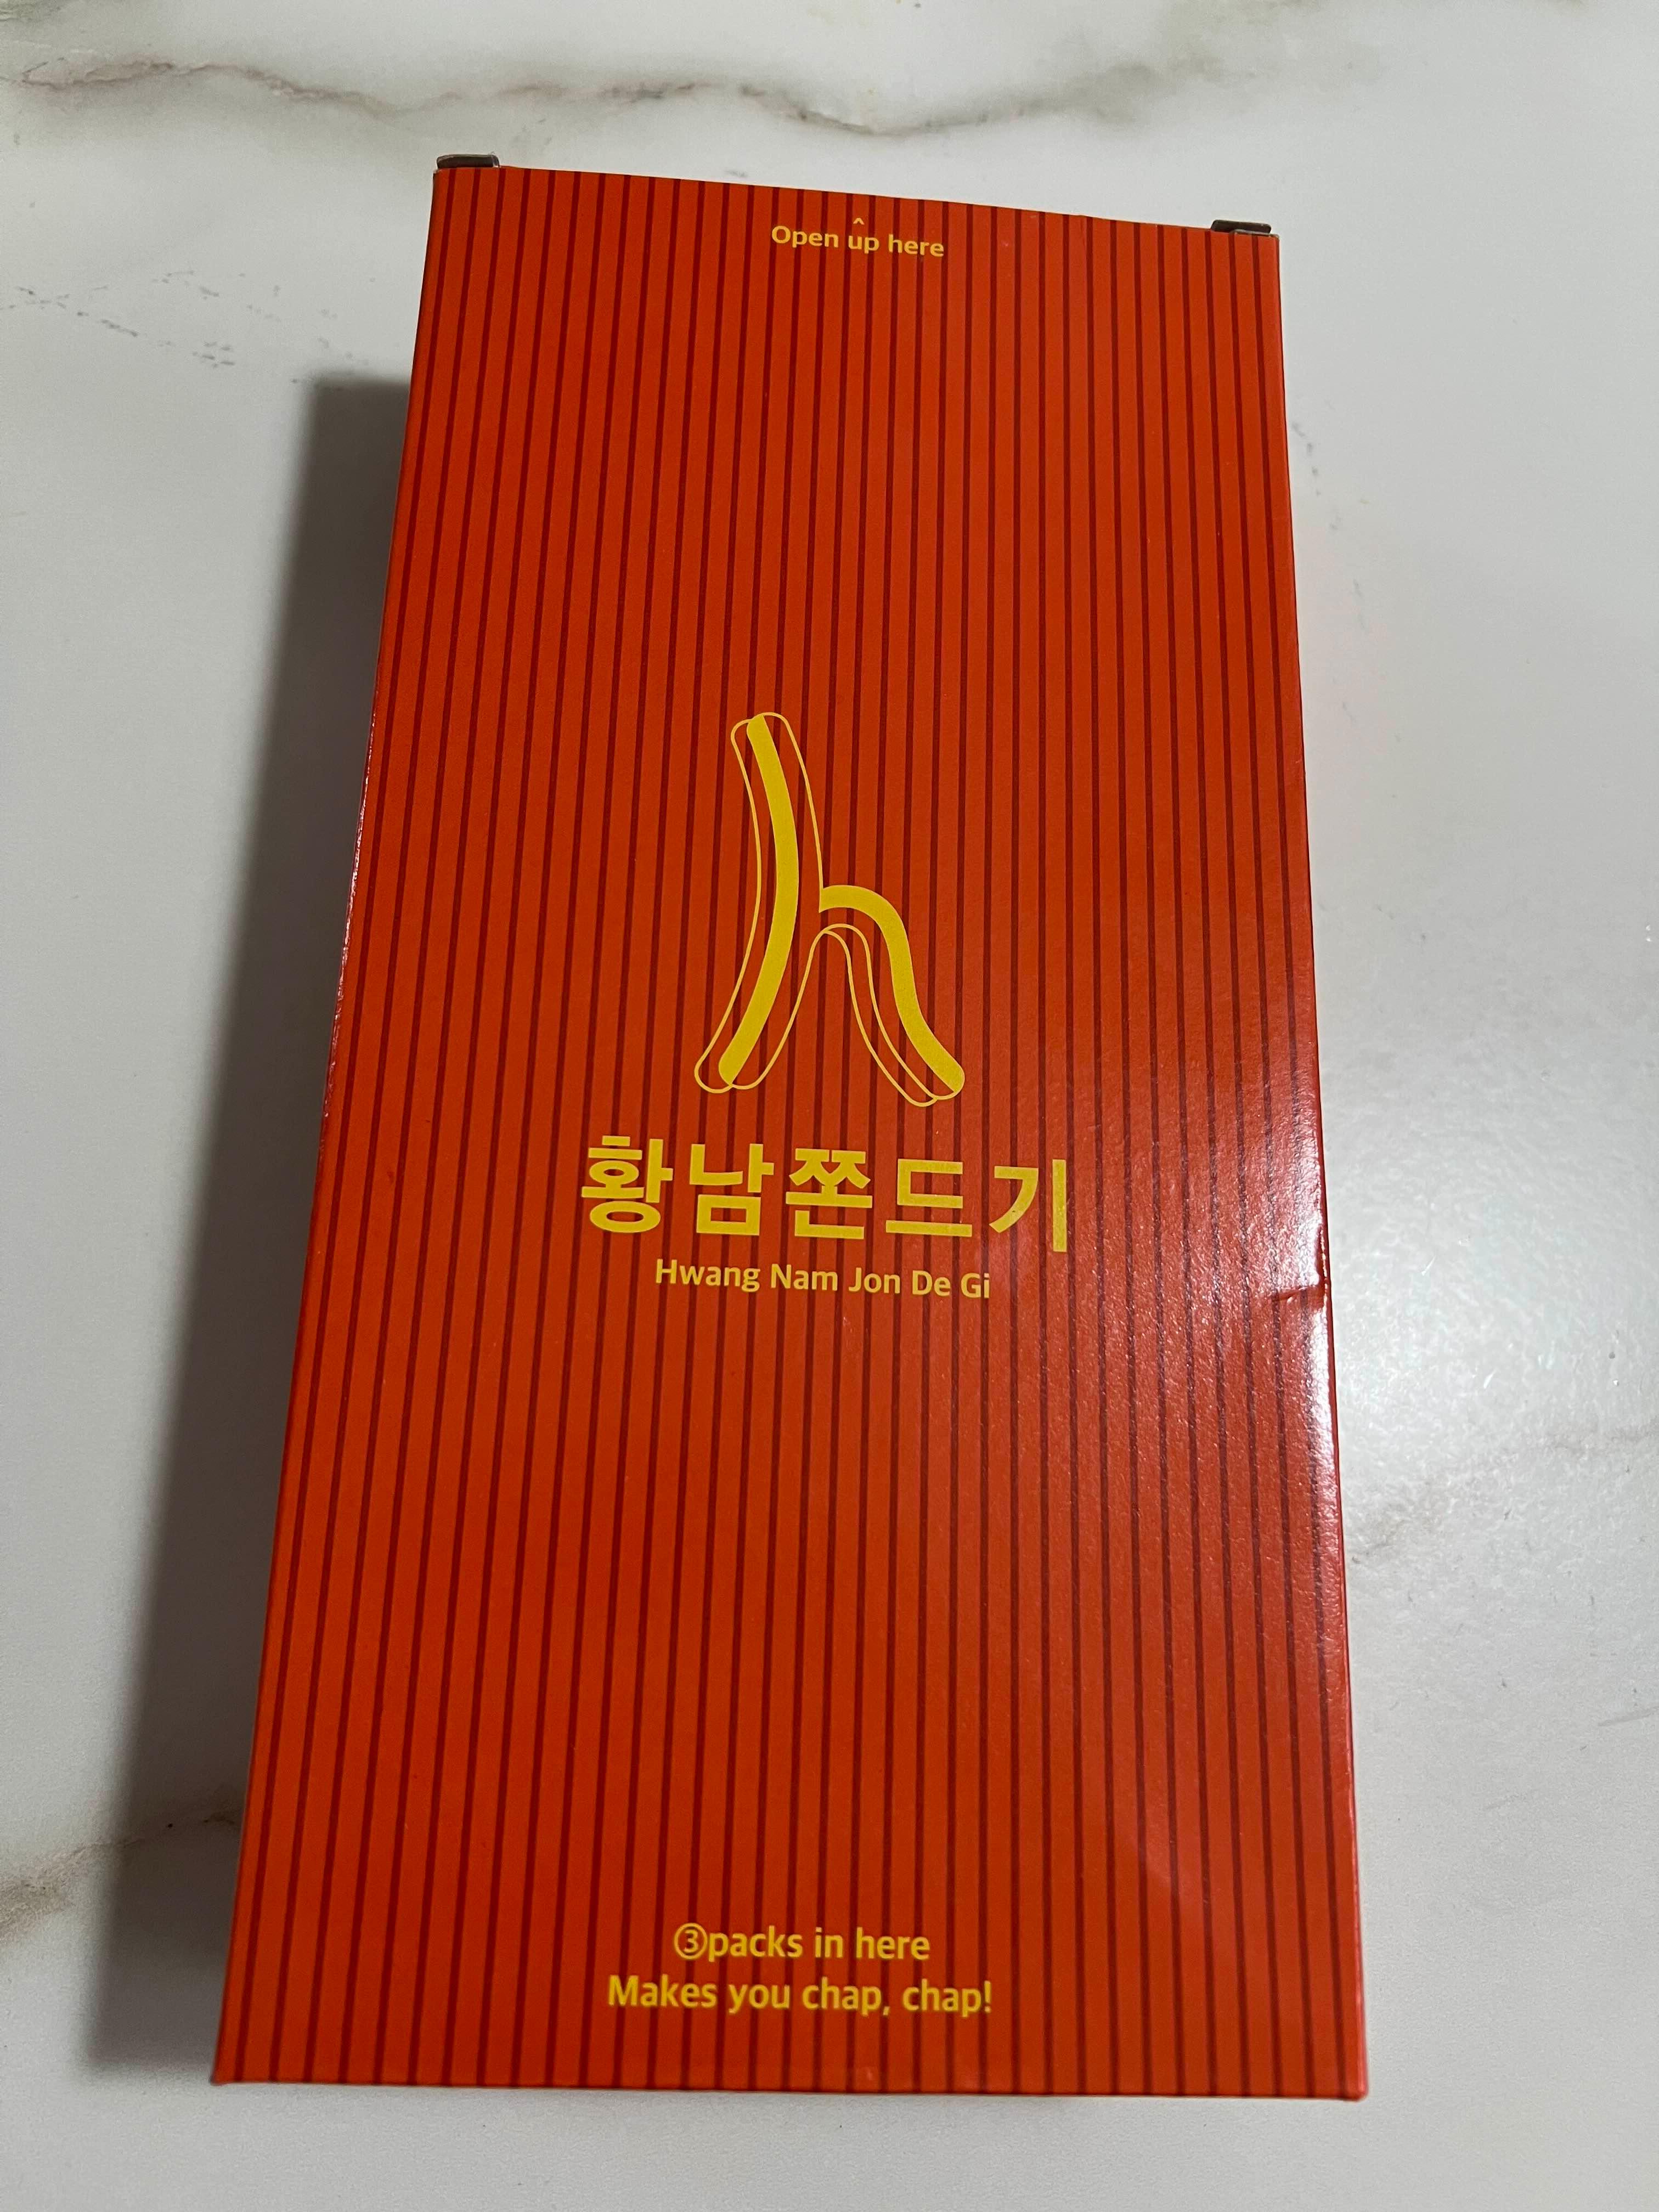 Open up here
황남쫀드기
Hwang Nam Jon De Gi
③packs in here
Makes you chap, chap!